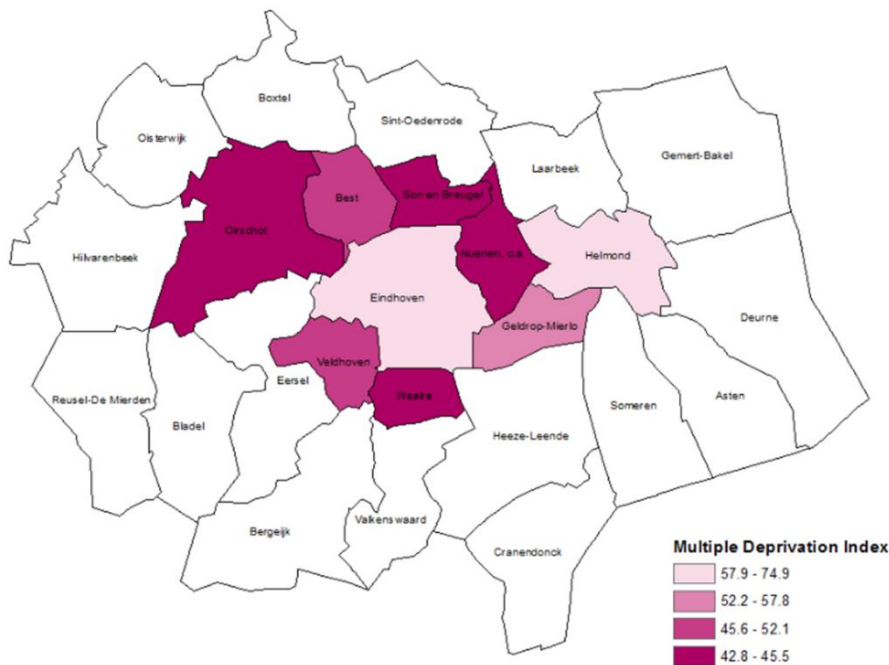 Boxtel
Oisterwijk
Sint-Oedenrode
Gemert-Bakel
Laarbeek
Best
Son en Breugel
Oirschot
Nuenen, c.a.
Hilvarenbeek
Helmond
Eindhoven
Deurne
Geldrop-Mierlo
Veldhoven
Eersel
Waalre
Reusel-De Mierden
Asten
Someren
Bladel
Heeze-Leende
Valkenswaard
Bergeijk
Cranendonck
Multiple Deprivation Index
57.9 - 74.9
52.2 - 57.8
45.6 - 52.1
42.8 - 45.5